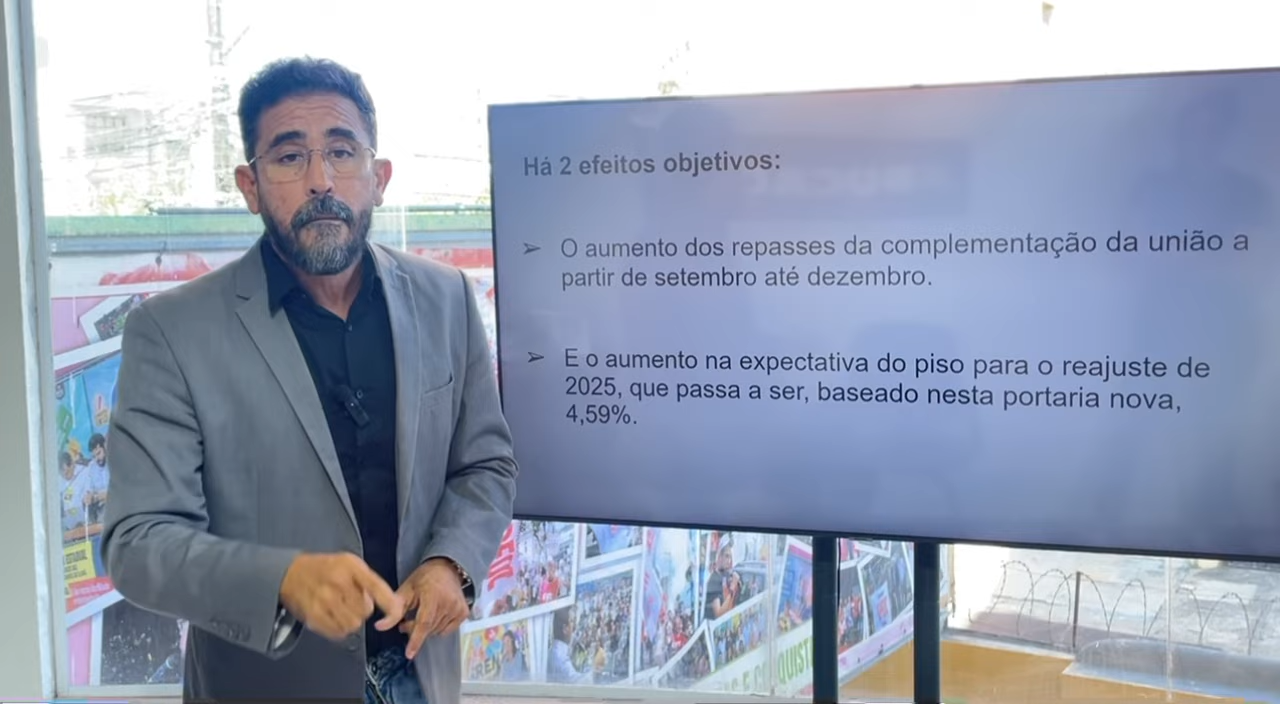 Há 2 efeitos objetivos:
➢ O aumento dos repasses da complementação da união a
partir de setembro até dezembro.
➢ E o aumento na expectativa do piso para o reajuste de
2025, que passa a ser, baseado nesta portaria nova,
4,59%.